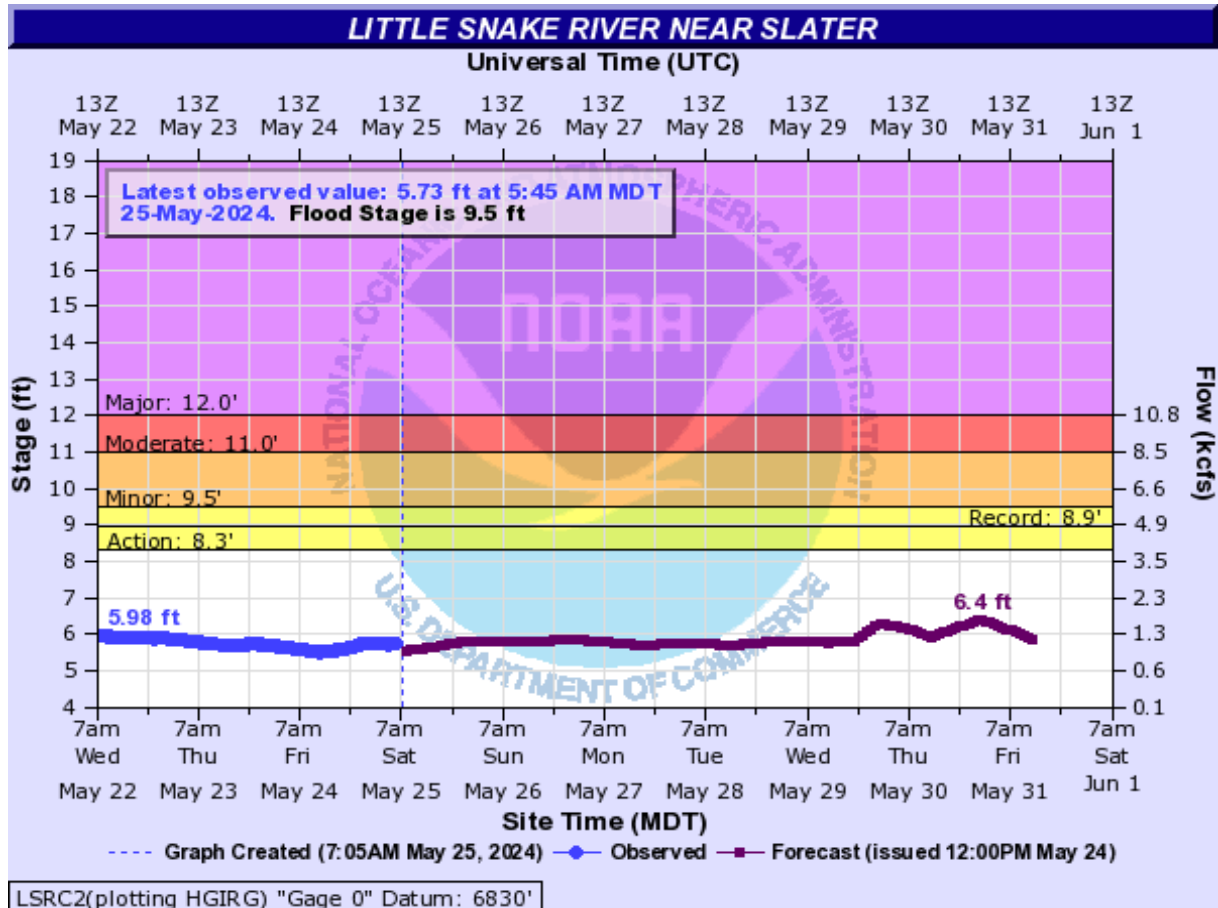 LITTLE SNAKE RIVER NEAR SLATER
Universal Time (UTC)
13Z 13Z 13Z 13Z 13Z 13Z 13Z 13Z 13Z 13Z 13Z
May 22 May 23 May 24 May 25 May 26 May 27 May 28 May 29 May 30 May 31 Jun 1
Latest observed value: 5.73 ft at 5:45 AM MDT
25-May-2024. Flood Stage is 9.5 ft
NATIONAL OCEANIC AND ATMOSPHERIC ADMINISTRATION
NOAA
U.S. DEPARTMENT OF COMMERCE
Stage (ft)
19
18
17
16
15
14
13
12
11
10
9
8
7
6
5
4
Major: 12.0'
Moderate: 11.0'
Minor: 9.5'
Record: 8.9'
Action: 8.3'
5.98 ft
6.4 ft
Flow (kcfs)
10.8
8.5
6.6
4.9
3.5
2.3
1.3
0.6
0.1
7am 7am 7am 7am 7am 7am 7am 7am 7am 7am 7am
Wed Thu Fri Sat Sun Mon Tue Wed Thu Fri Sat
May 22 May 23 May 24 May 25 May 26 May 27 May 28 May 29 May 30 May 31 Jun 1
Site Time (MDT)
Graph Created (7:05AM May 25, 2024) Observed Forecast (issued 12:00PM May 24)
LSRC2(plotting HGIRG) "Gage 0" Datum: 6830'